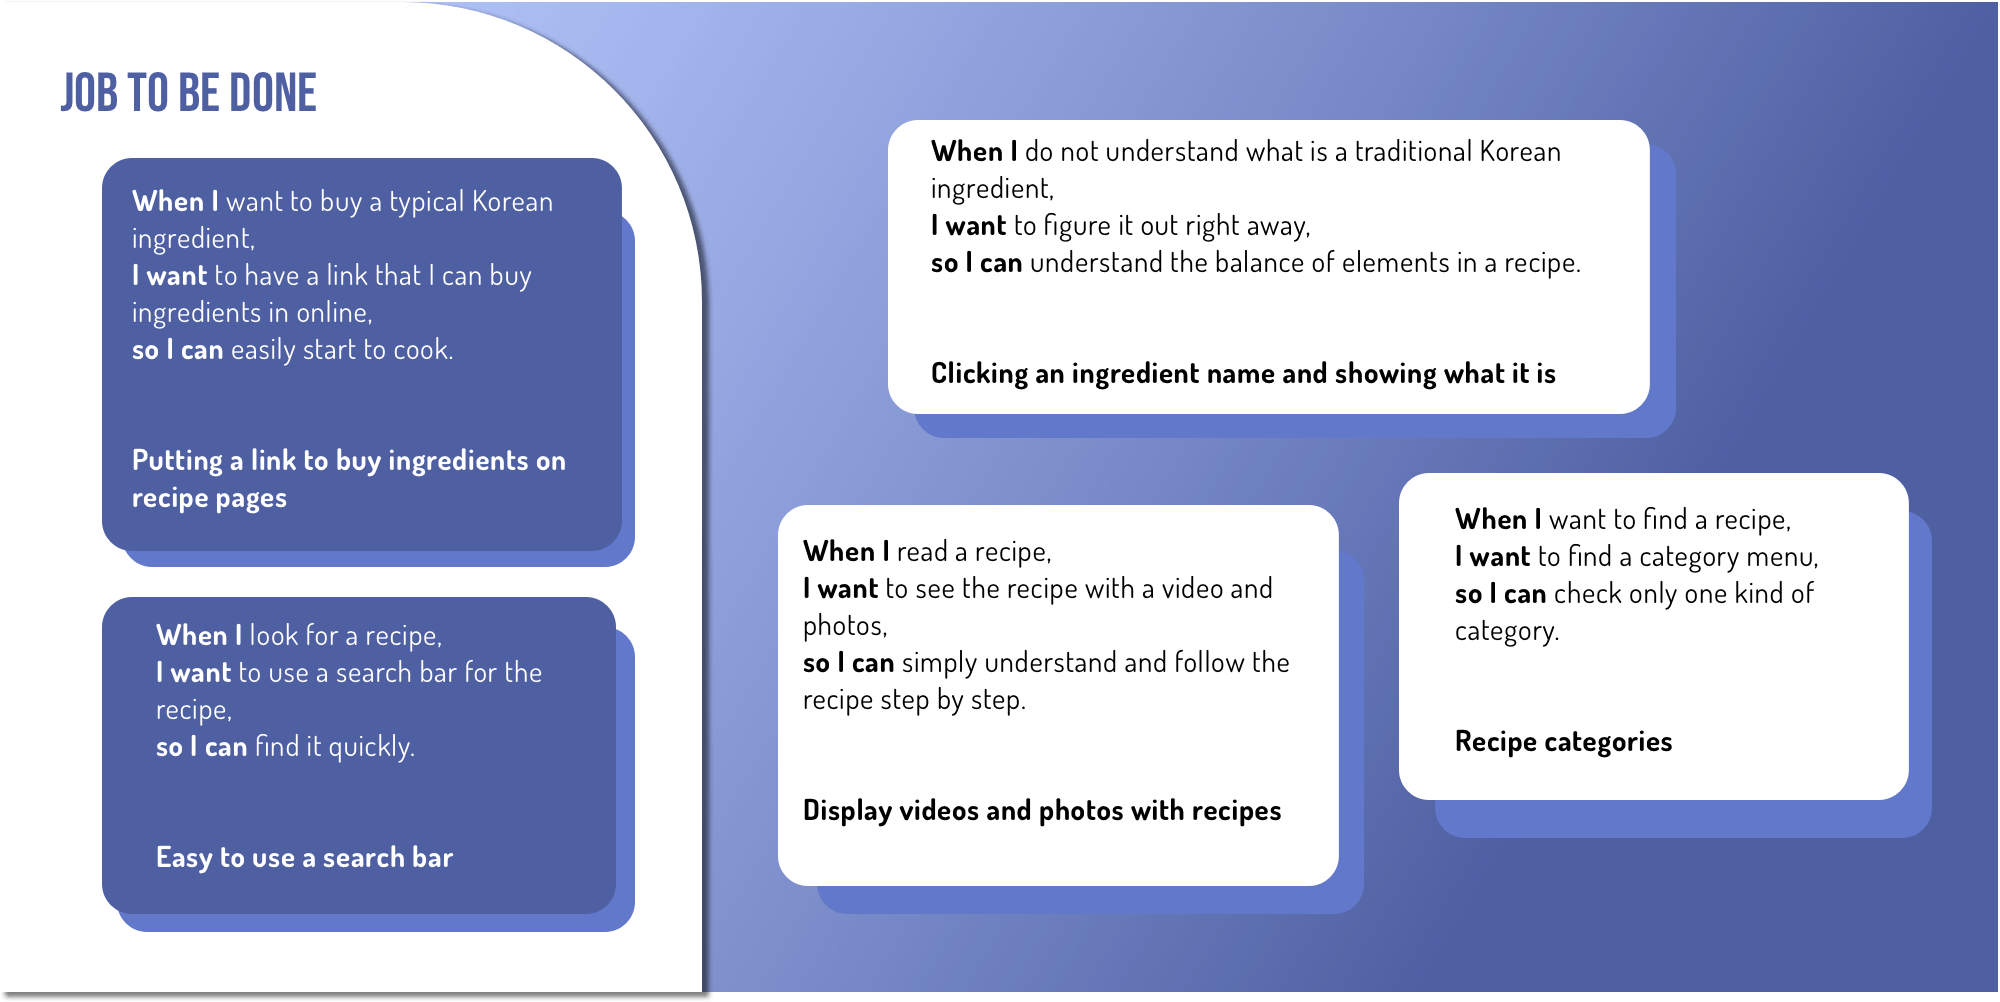 JOB TO BE DONE
When I want to buy a typical Korean
ingredient,
I want to have a link that I can buy
ingredients in online,
so I can easily start to cook.
Putting a link to buy ingredients on
recipe pages
When I look for a recipe,
I want to use a search bar for the
recipe,
so I can find it quickly.
Easy to use a search bar
When I do not understand what is a traditional Korean
ingredient,
I want to figure it out right away,
so I can understand the balance of elements in a recipe.
Clicking an ingredient name and showing what it is
When I read a recipe,
I want to see the recipe with a video and
photos,
so I can simply understand and follow the
recipe step by step.
Display videos and photos with recipes
When I want to find a recipe,
I want to find a category menu,
so I can check only one kind of
category.
Recipe categories